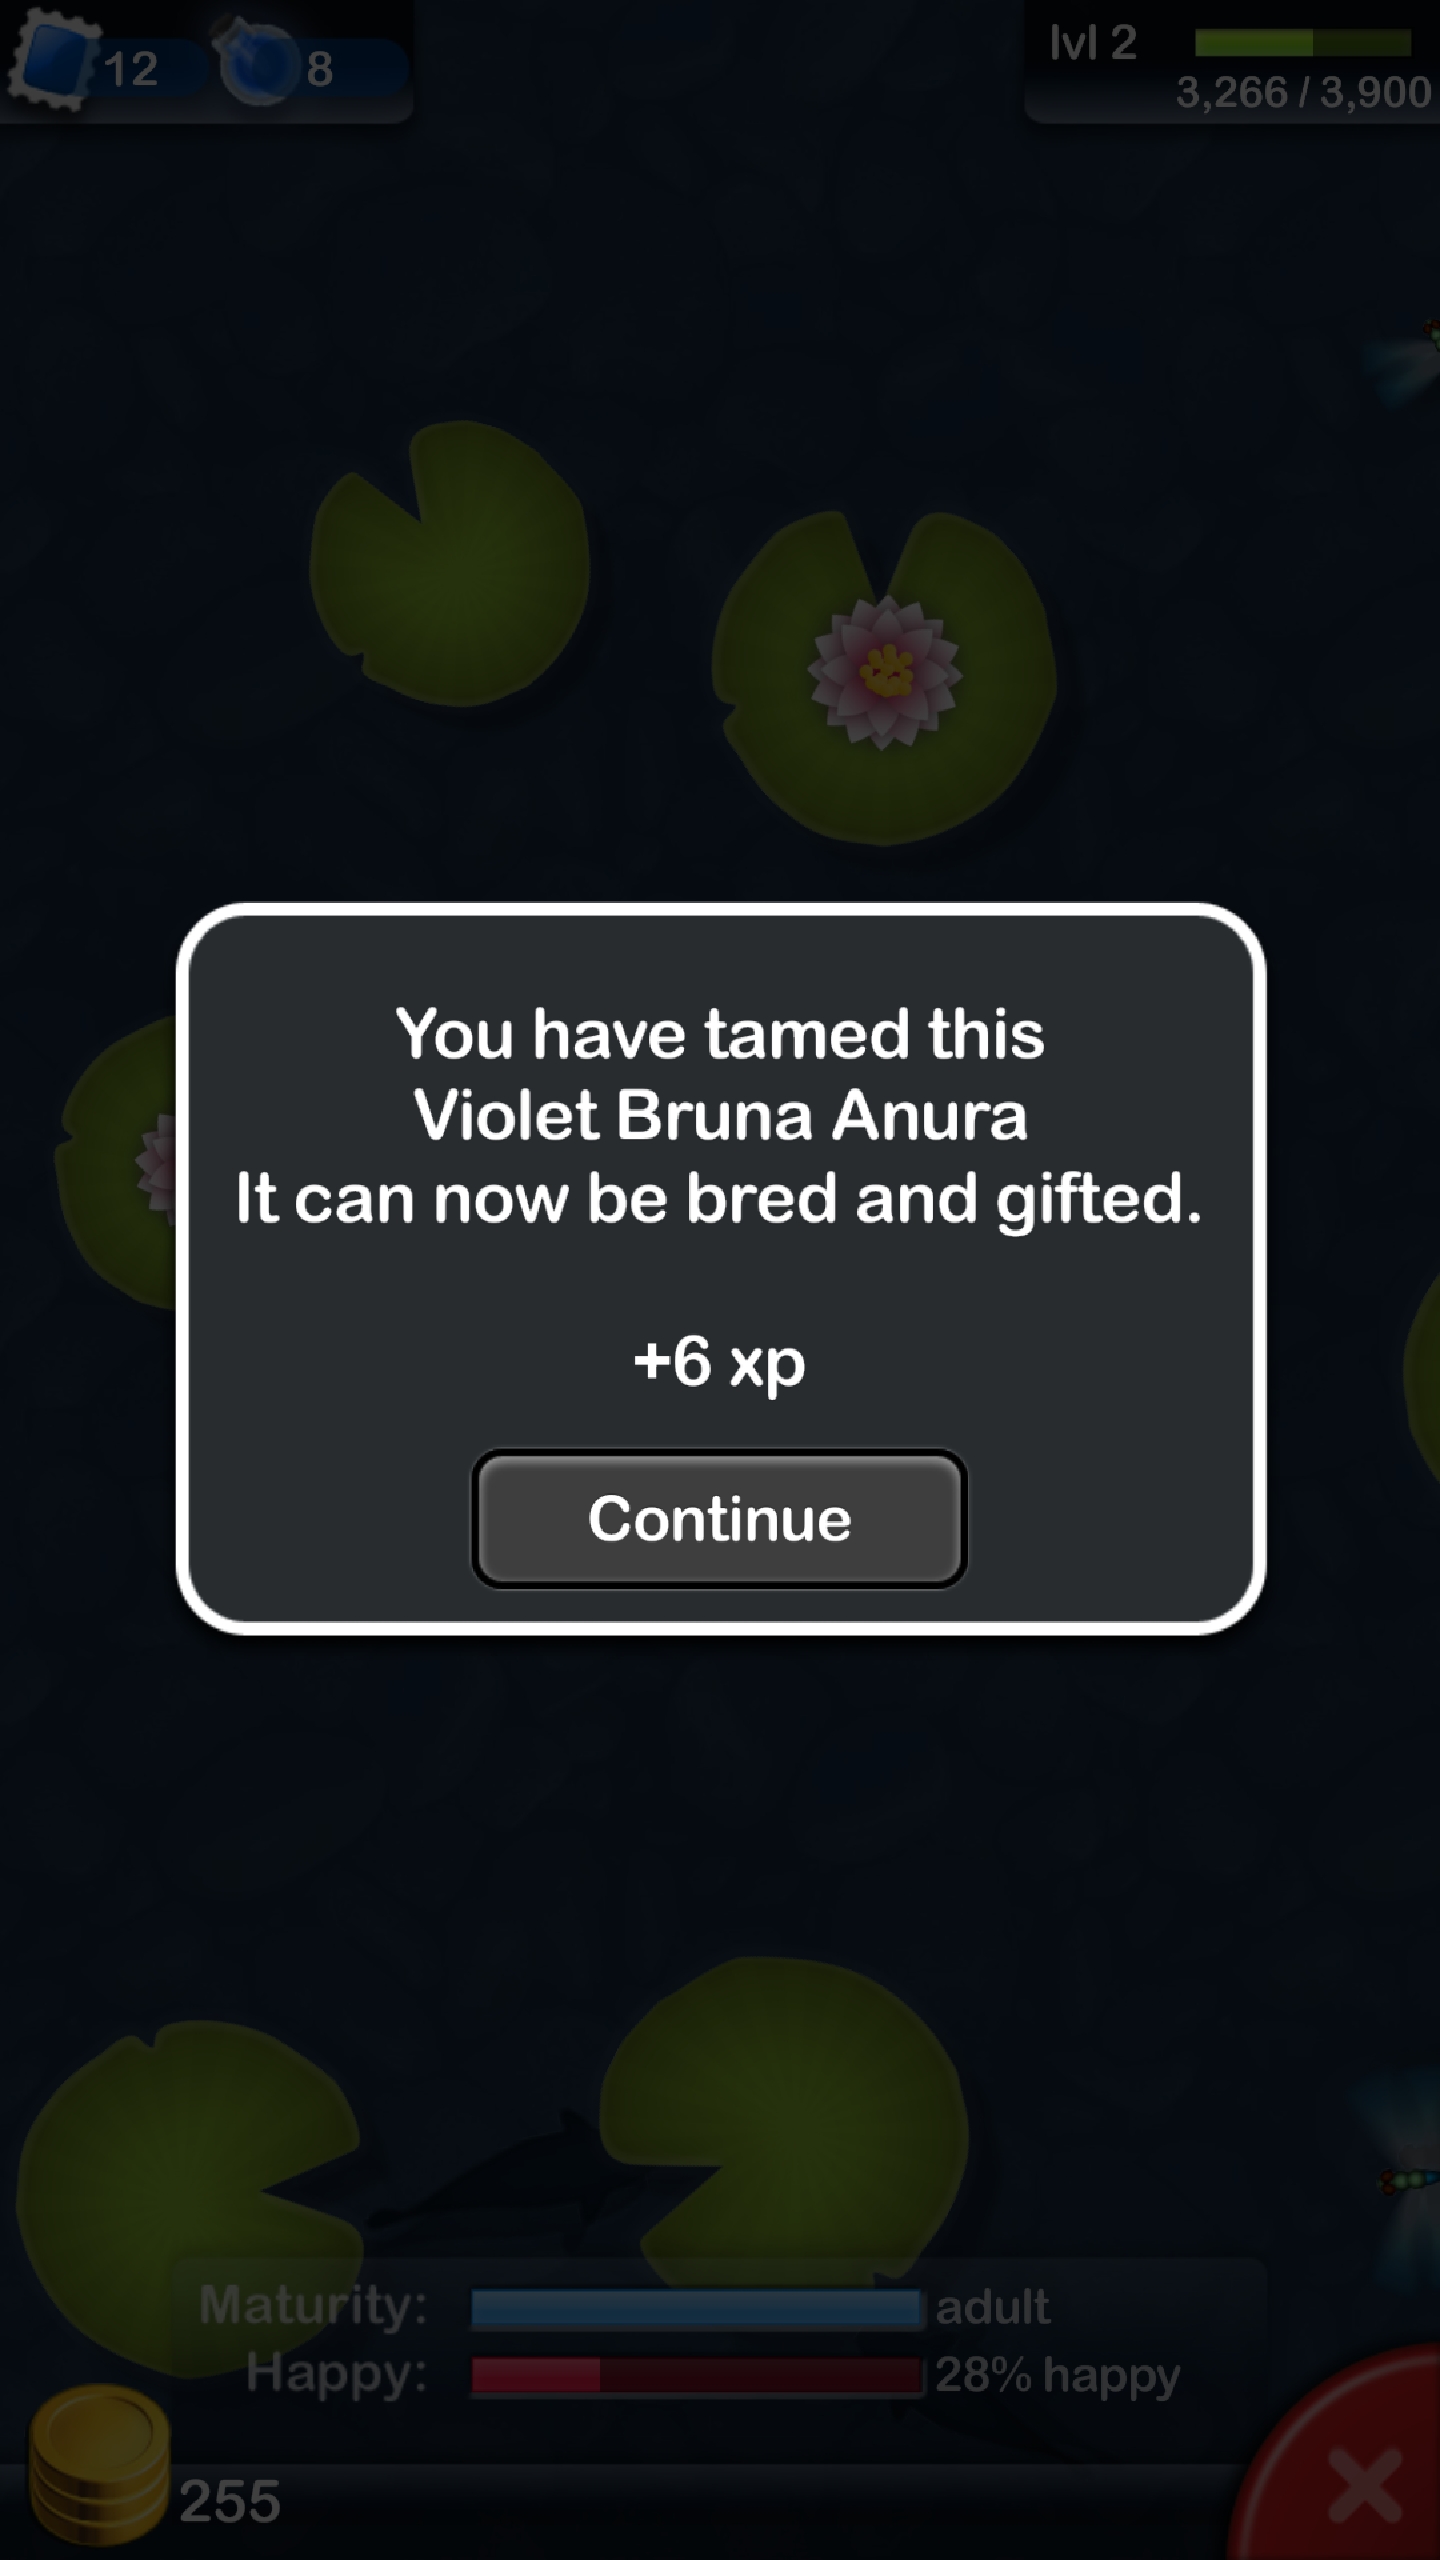 12
8
lvl 2
3,266 / 3,900
You have tamed this
Violet Bruna Anura
It can now be bred and gifted.
+6 xp
Continue
Maturity: adult
Happy: 28% happy
255